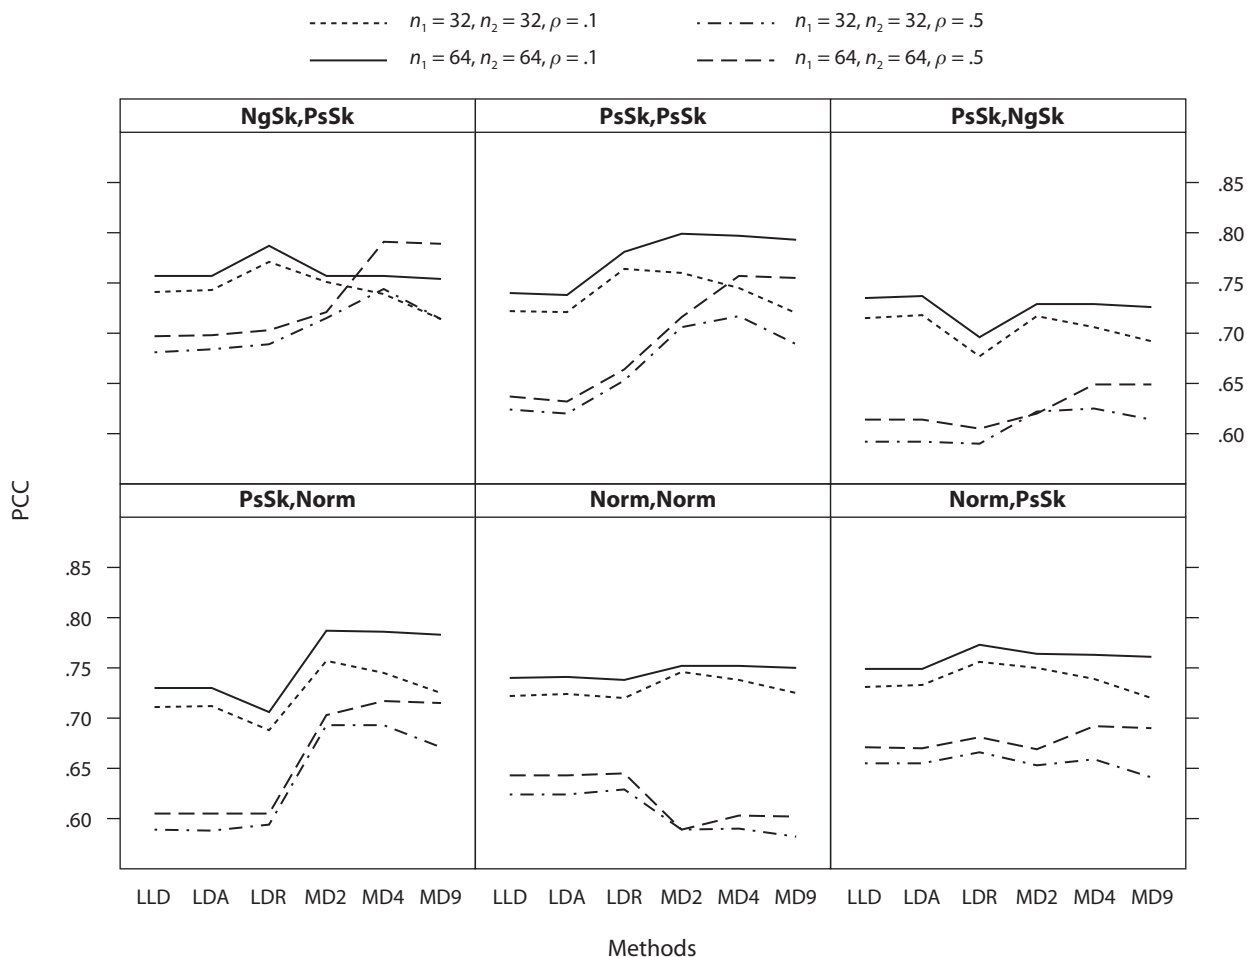 n₁ = 32, n₂ = 32, ρ = .1 n₁ = 32, n₂ = 32, ρ = .5
n₁ = 64, n₂ = 64, ρ = .1 n₁ = 64, n₂ = 64, ρ = .5
NgSk,PsSk PsSk,PsSk PsSk,NgSk
.85
.80
.75
.70
.65
.60
PCC
PsSk,Norm Norm,Norm Norm,PsSk
.85
.80
.75
.70
.65
.60
LLD LDA LDR MD2 MD4 MD9 LLD LDA LDR MD2 MD4 MD9 LLD LDA LDR MD2 MD4 MD9
Methods